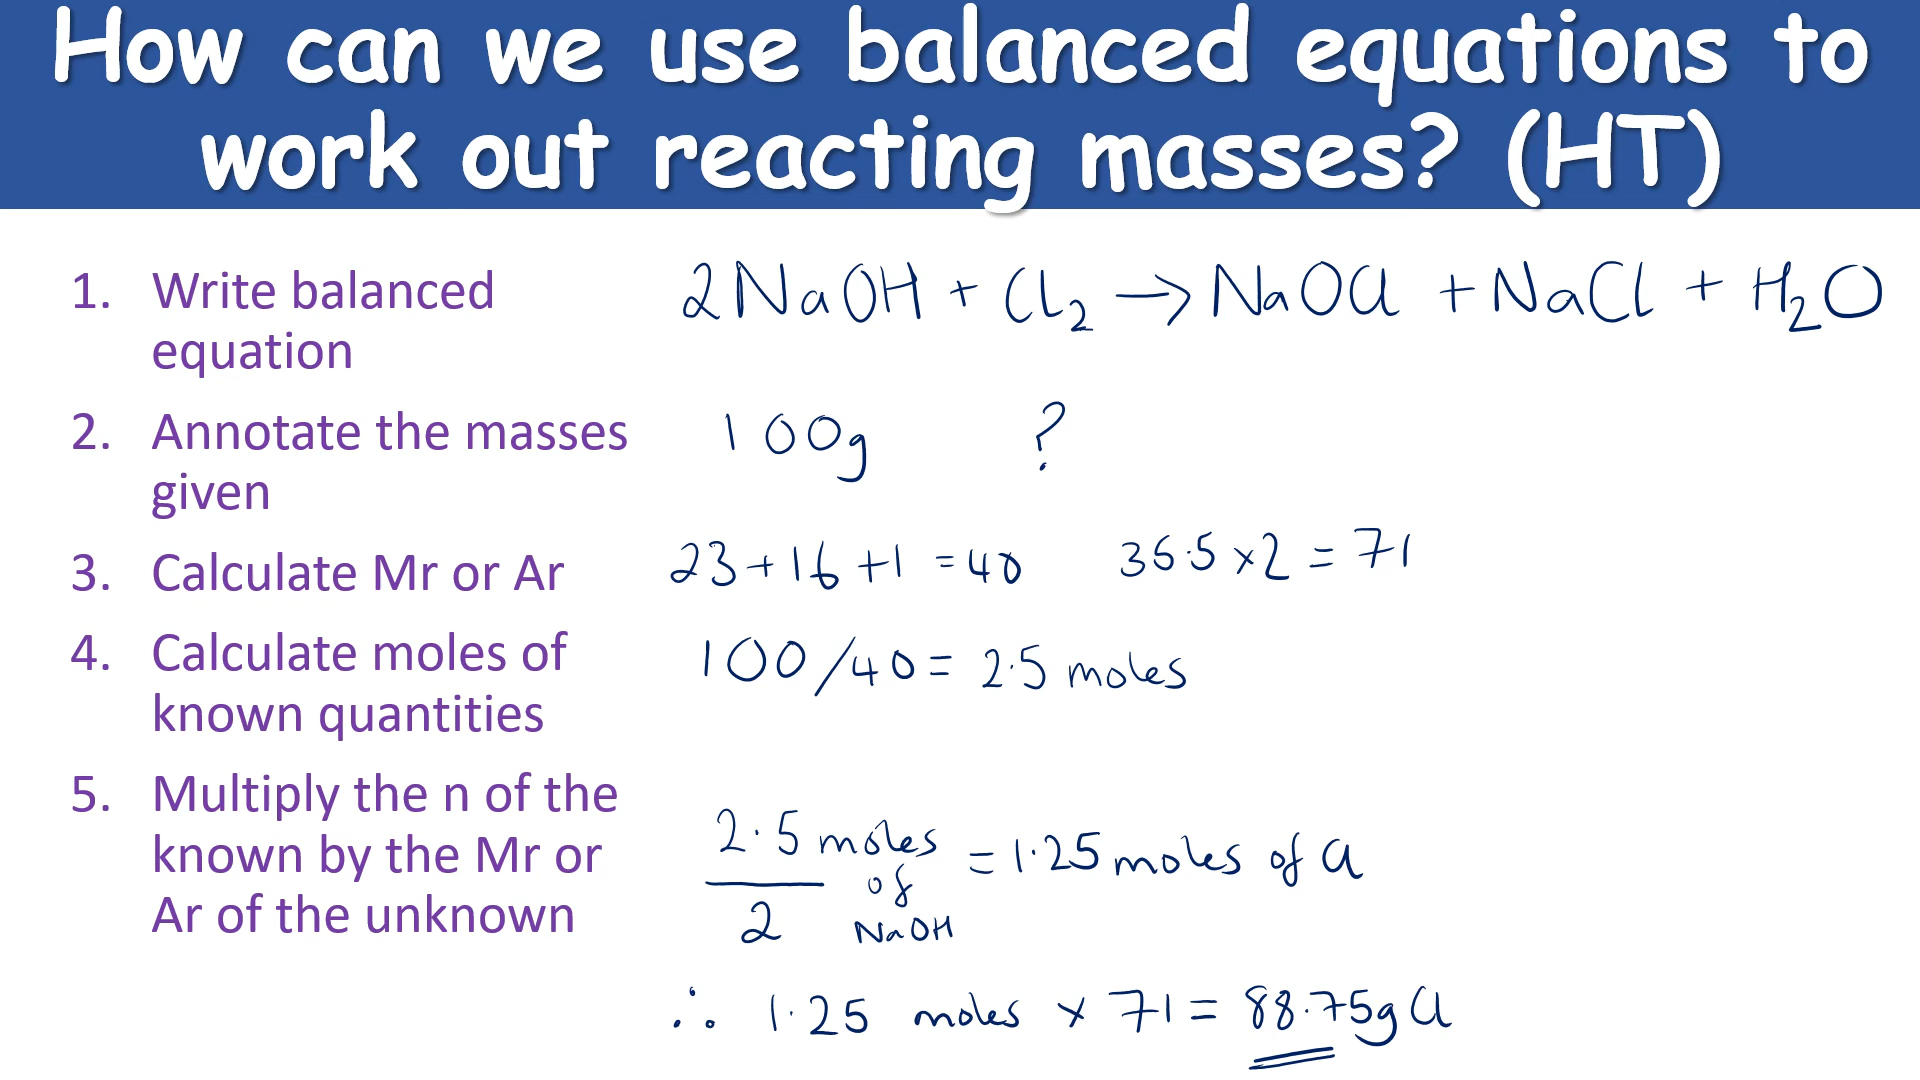 How can we use balanced equations to
work out reacting masses? (HT)
1. Write balanced
equation
2NaOH + Cl₂ → NaOCl + NaCl + H₂O
2. Annotate the masses
given
100g ?
3. Calculate Mr or Ar
23 + 16 + 1 = 40 35.5 × 2 = 71
4. Calculate moles of
known quantities
100/40 = 2.5 moles
5. Multiply the n of the
known by the Mr or
Ar of the unknown
2.5 moles
of
NaOH
2
= 1.25 moles of Cl
∴ 1.25 moles × 71 = 88.75g Cl